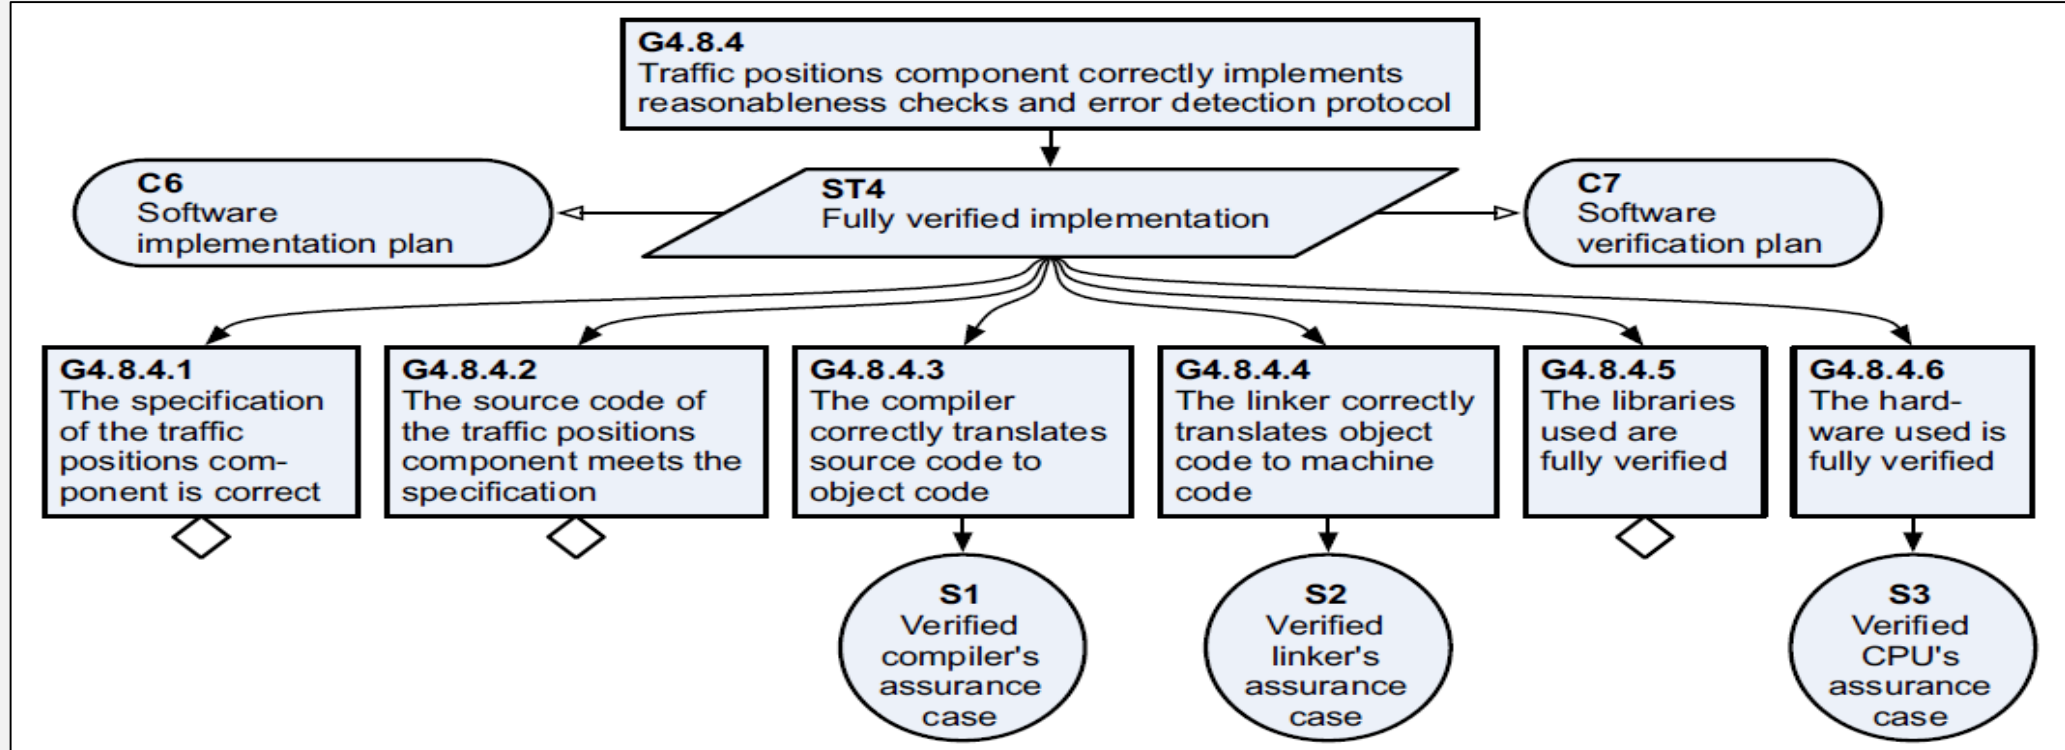 G4.8.4
Traffic positions component correctly implements
reasonableness checks and error detection protocol
C6
Software
implementation plan
ST4
Fully verified implementation
C7
Software
verification plan
G4.8.4.1
The specification
of the traffic
positions com-
ponent is correct
G4.8.4.2
The source code of
the traffic positions
component meets the
specification
G4.8.4.3
The compiler
correctly translates
source code to
object code
G4.8.4.4
The linker correctly
translates object
code to machine
code
G4.8.4.5
The libraries
used are
fully verified
G4.8.4.6
The hard-
ware used is
fully verified
S1
Verified
compiler's
assurance
case
S2
Verified
linker's
assurance
case
S3
Verified
CPU's
assurance
case